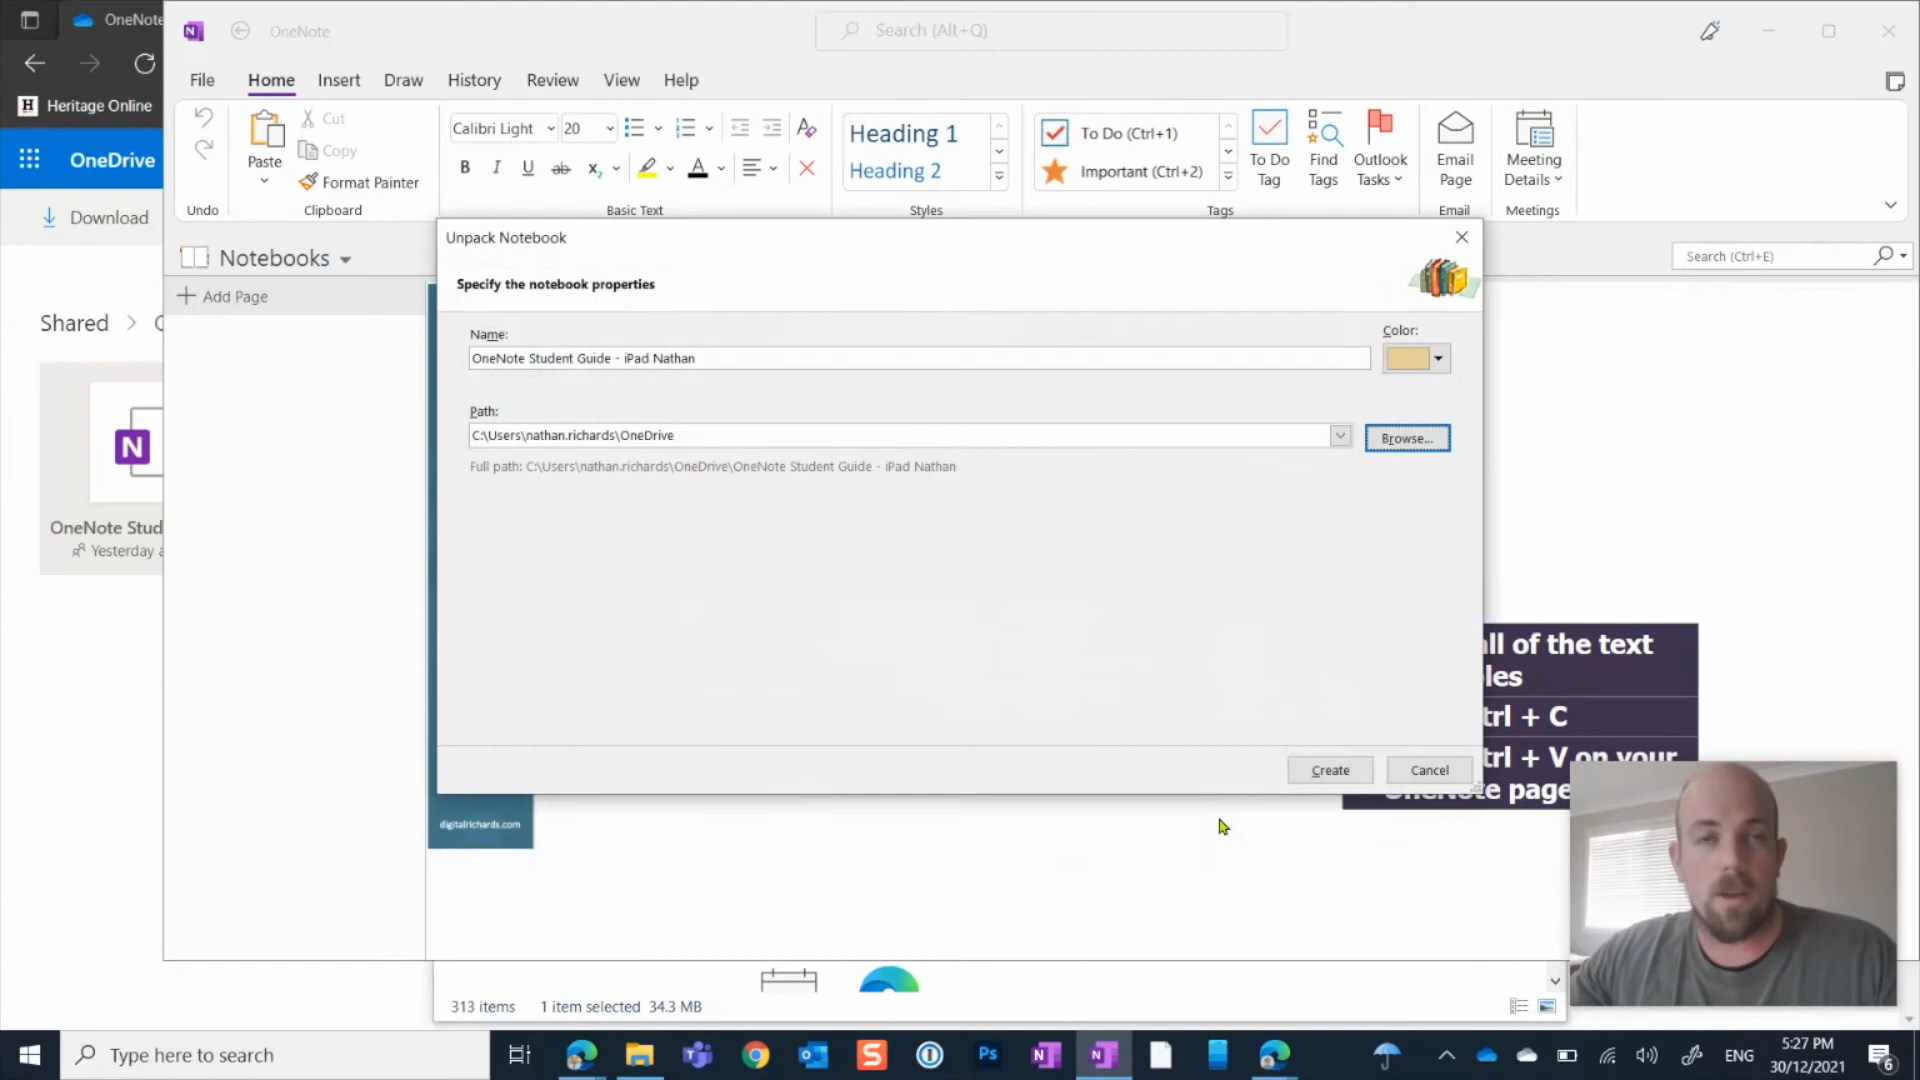 OneNote
OneNote
Search (Alt+Q)
File Home Insert Draw History Review View Help
H Heritage Online
Paste
Cut
Copy
Format Painter
Calibri Light 20
Heading 1
Heading 2
To Do (Ctrl+1)
Important (Ctrl+2)
To Do Tag
Find Tags
Outlook Tasks
Email Page
Meeting Details
Undo Clipboard Basic Text Styles Tags Email Meetings
OneDrive
Download
Notebooks
Search (Ctrl+E)
Add Page
Shared
Unpack Notebook
Specify the notebook properties
Name:
Color:
OneNote Student Guide - iPad Nathan
Path:
C:\Users\nathan.richards\OneDrive
Browse...
Full path: C:\Users\nathan.richards\OneDrive\OneNote Student Guide - iPad Nathan
Create Cancel
N
OneNote Stud
Yesterday a
all of the text
les
trl + C
trl + V on your
OneNote page
digitalrichards.com
313 items 1 item selected 34.3 MB
Type here to search
Ps
ENG
5:27 PM
30/12/2021
6